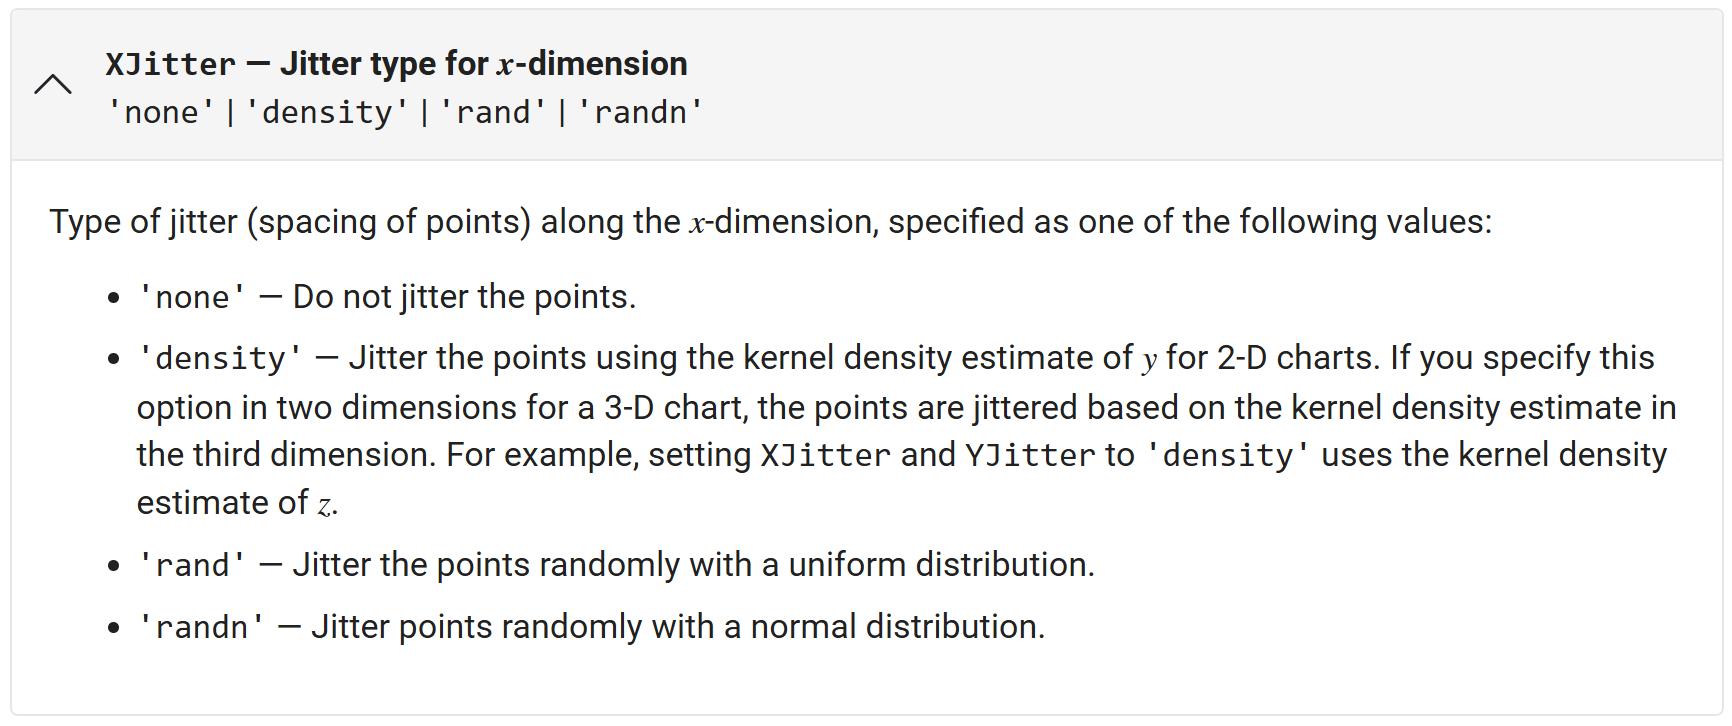 XJitter — Jitter type for x-dimension
'none' | 'density' | 'rand' | 'randn'
Type of jitter (spacing of points) along the x-dimension, specified as one of the following values:
• 'none' — Do not jitter the points.
• 'density' — Jitter the points using the kernel density estimate of y for 2-D charts. If you specify this
option in two dimensions for a 3-D chart, the points are jittered based on the kernel density estimate in
the third dimension. For example, setting XJitter and YJitter to 'density' uses the kernel density
estimate of z.
• 'rand' — Jitter the points randomly with a uniform distribution.
• 'randn' — Jitter points randomly with a normal distribution.